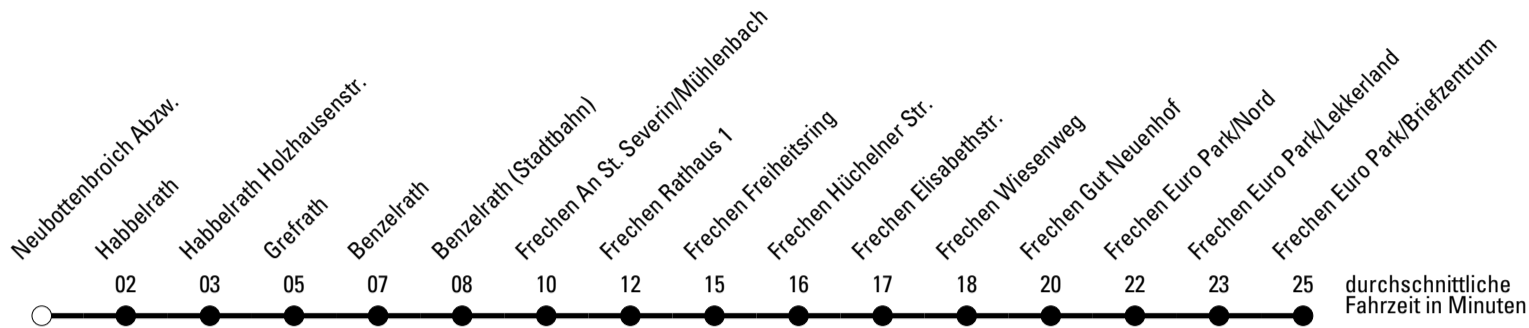 Neubottenbroich Abzw.
Habbelrath
Habbelrath Holzhausenstr.
Grefrath
Benzelrath
Benzelrath (Stadtbahn)
Frechen An St. Severin/Mühlenbach
Frechen Rathaus 1
Frechen Freiheitsring
Frechen Hüchelner Str.
Frechen Elisabethstr.
Frechen Wiesenweg
Frechen Gut Neuenhof
Frechen Euro Park/Nord
Frechen Euro Park/Lekkerland
Frechen Euro Park/Briefzentrum
02 03 05 07 08 10 12 15 16 17 18 20 22 23 25
durchschnittliche
Fahrzeit in Minuten